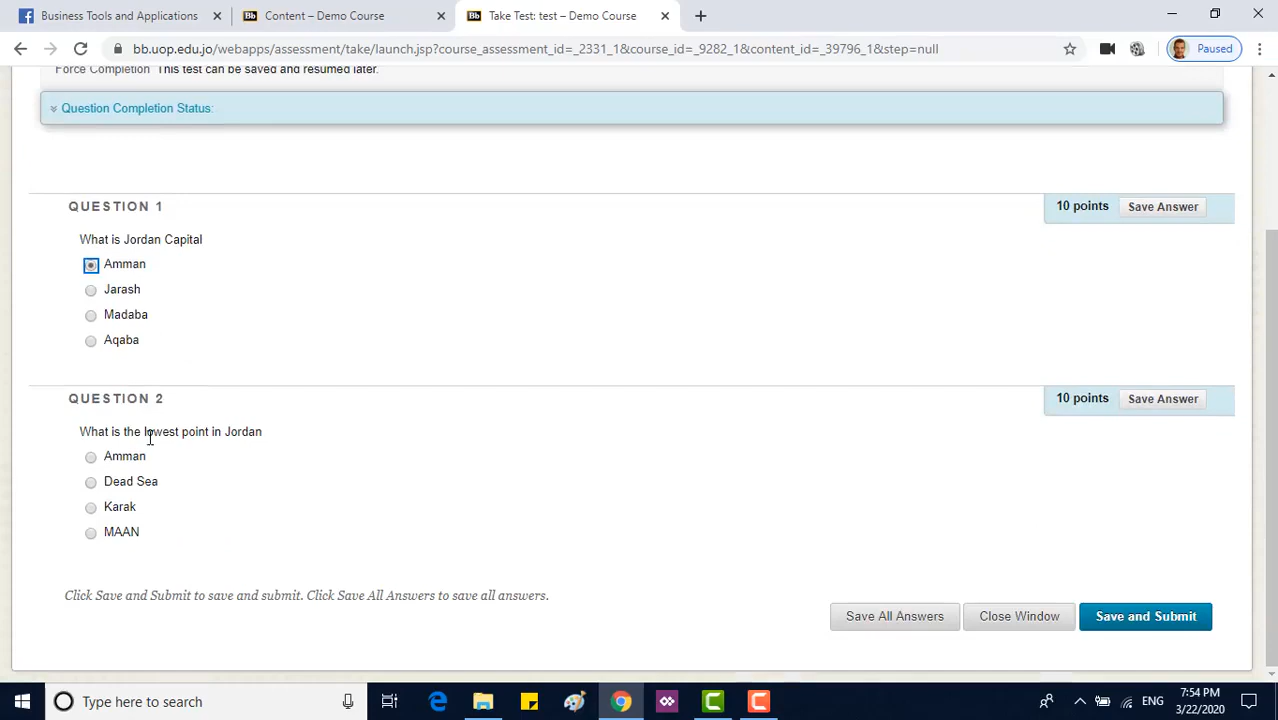 Business Tools and Applications
Content – Demo Course
Take Test: test – Demo Course
bb.uop.edu.jo/webapps/assessment/take/launch.jsp?course_assessment_id=_2331_1&course_id=_9282_1&content_id=_39796_1&step=null
Paused
Force Completion This test can be saved and resumed later.
Question Completion Status:
QUESTION 1
10 points
Save Answer
What is Jordan Capital
Amman
Jarash
Madaba
Aqaba
QUESTION 2
10 points
Save Answer
What is the lowest point in Jordan
Amman
Dead Sea
Karak
MAAN
Click Save and Submit to save and submit. Click Save All Answers to save all answers.
Save All Answers
Close Window
Save and Submit
Type here to search
ENG
7:54 PM
3/22/2020